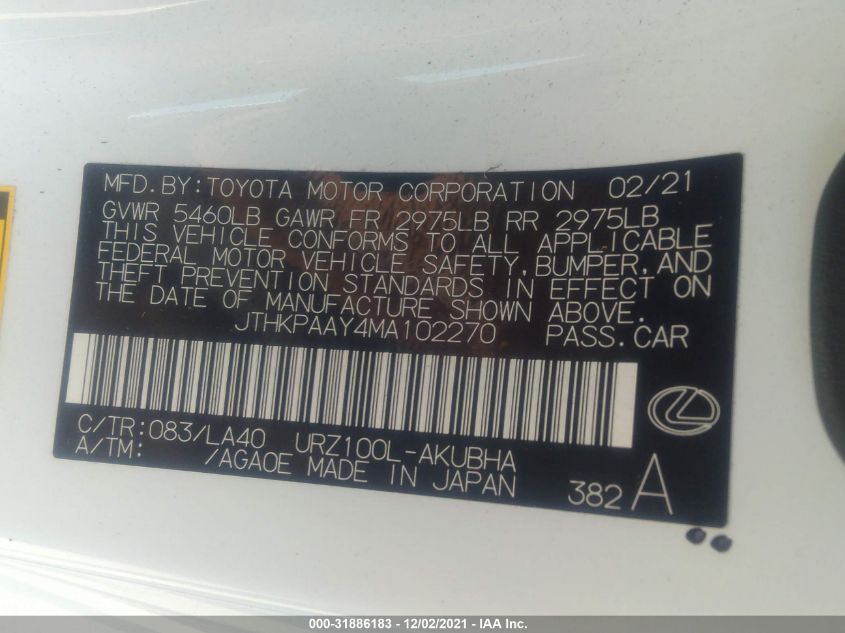 MFD. BY: TOYOTA MOTOR CORPORATION 02/21
GVWR 5460LB GAWR FR 2975LB RR 2975LB
THIS VEHICLE CONFORMS TO ALL APPLICABLE
FEDERAL MOTOR VEHICLE SAFETY, BUMPER, AND
THEFT PREVENTION STANDARDS IN EFFECT ON
THE DATE OF MANUFACTURE SHOWN ABOVE.
JTHKPAAY4MA102270 PASS. CAR
C/TR: 083/LA40 URZ100L-AKUBHA
A/TM: /AGA0E MADE IN JAPAN
382 A
000-31886183 - 12/02/2021 - IAA Inc.